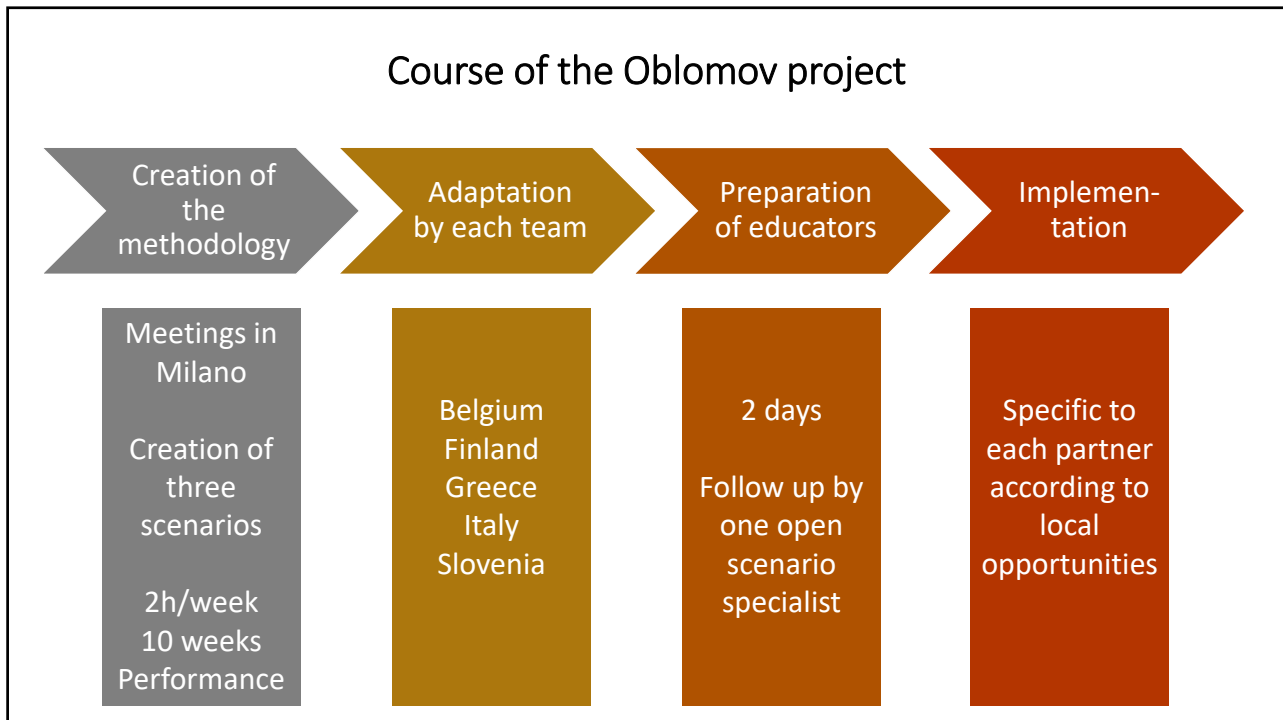 Course of the Oblomov project
Creation of
the
methodology
Adaptation
by each team
Preparation
of educators
Implemen-
tation
Meetings in
Milano
Creation of
three
scenarios
2h/week
10 weeks
Performance
Belgium
Finland
Greece
Italy
Slovenia
2 days
Follow up by
one open
scenario
specialist
Specific to
each partner
according to
local
opportunities